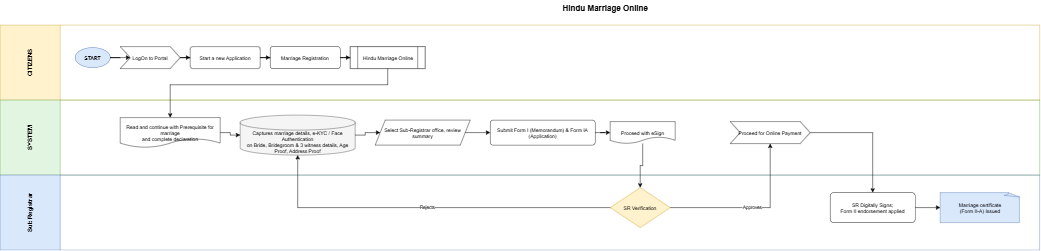 Hindu Marriage Online
CITIZENS
START
LogOn to Portal
Start a new Application
Marriage Registration
Hindu Marriage Online
SYSTEM
Read and continue with Prerequisite for
marriage
and complete declaration
Captures marriage details, e-KYC / Face
Authentication
on Bride, Bridegroom & 3 witness details, Age
Proof, Address Proof
Select Sub-Registrar office, review
summary
Submit Form I (Memorandum) & Form IA
(Application)
Proceed with eSign
Proceed for Online Payment
Sub Registrar
Rejects
SR Verification
Approves
SR Digitally Signs;
Form II endorsement applied
Marriage certificate
(Form II-A) issued